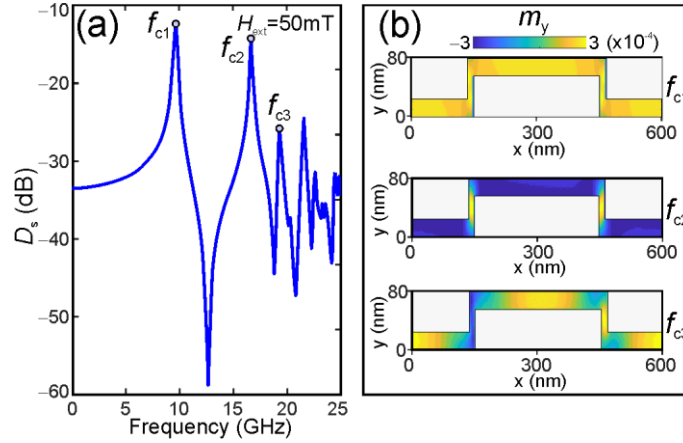 (a)
H_ext=50mT
f_c1
f_c2
f_c3
−10
−20
−30
−40
−50
−60
D_s (dB)
0
5
10
15
20
25
Frequency (GHz)
(b)
m_y
−3
3 (x10⁻⁴)
80
0
y (nm)
0
300
600
x (nm)
f_c1
80
0
y (nm)
0
300
600
x (nm)
f_c2
80
0
y (nm)
0
300
600
x (nm)
f_c3